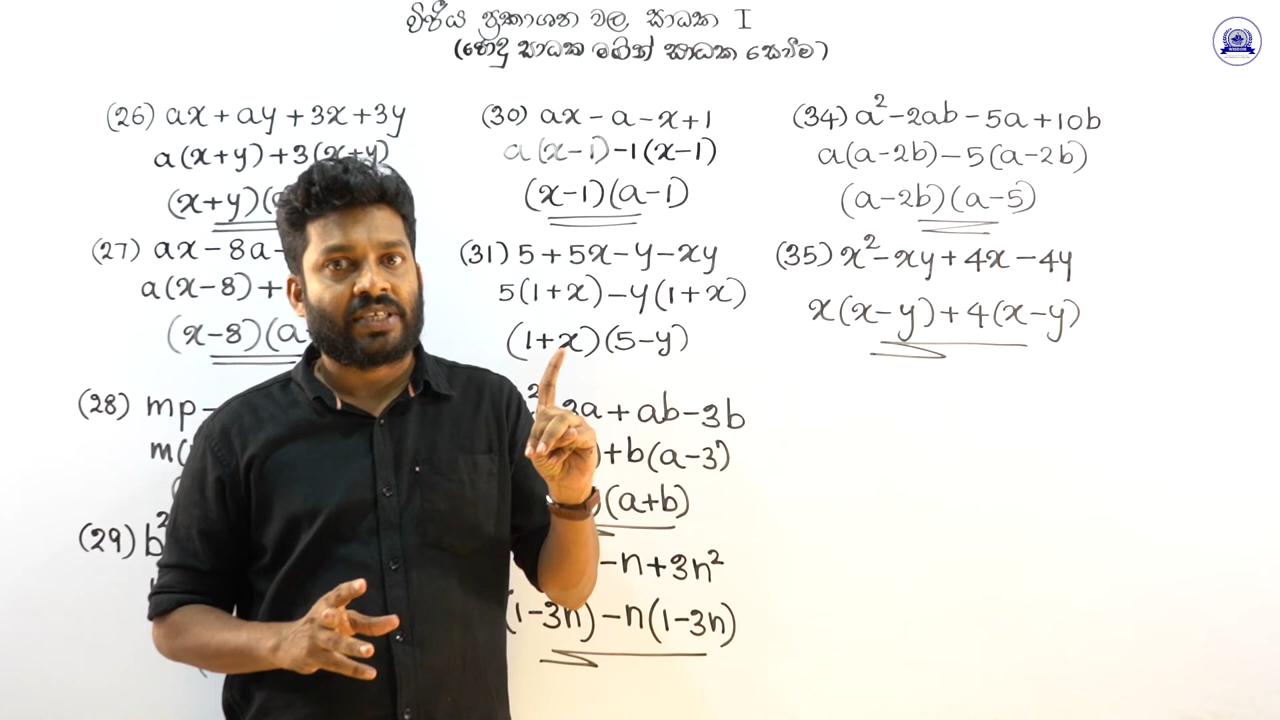 විජීය ප්‍රකාශන වල සාධක I
(පොදු සාධක මගින් සාධක සෙවීම)
(26) ax + ay + 3x + 3y
a(x+y) + 3(x+y)
(x+y)(
(27) ax - 8a -
a(x-8) +
(x-8)(a
(28) mp -
m(
(29) b²
(30) ax - a - x + 1
a(x-1) - 1(x-1)
(x-1)(a-1)
(31) 5 + 5x - y - xy
5(1+x) - y(1+x)
(1+x)(5-y)
3a + ab - 3b
) + b(a-3)
(a+b)
- n + 3n²
(1-3n) - n(1-3n)
(34) a² - 2ab - 5a + 10b
a(a-2b) - 5(a-2b)
(a-2b)(a-5)
(35) x² - xy + 4x - 4y
x(x-y) + 4(x-y)
WISDOM